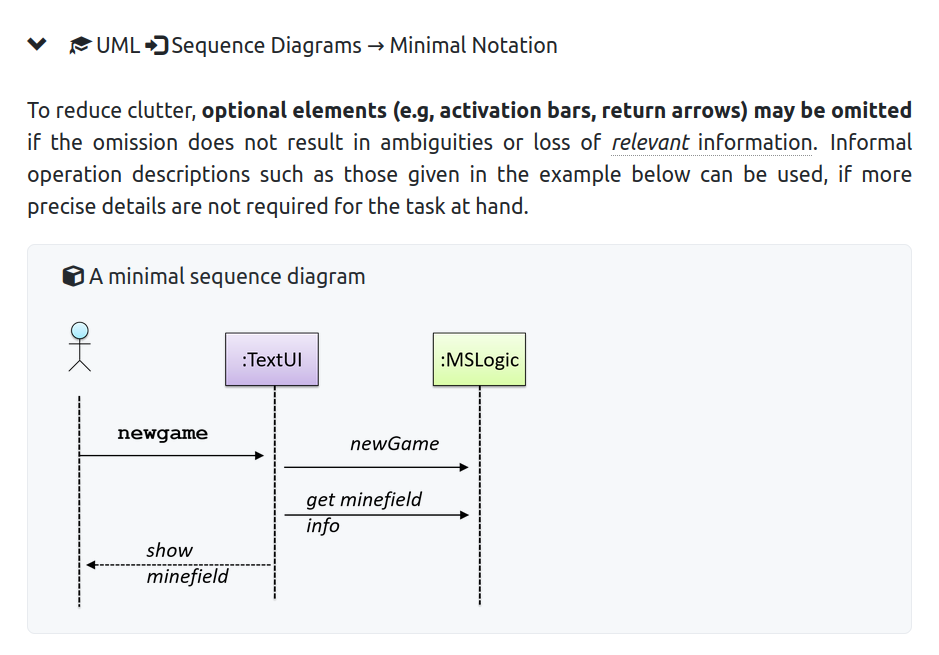 UML Sequence Diagrams → Minimal Notation
To reduce clutter, optional elements (e.g, activation bars, return arrows) may be omitted
if the omission does not result in ambiguities or loss of relevant information. Informal
operation descriptions such as those given in the example below can be used, if more
precise details are not required for the task at hand.
A minimal sequence diagram
:TextUI
:MSLogic
newgame
newGame
get minefield
info
show
minefield